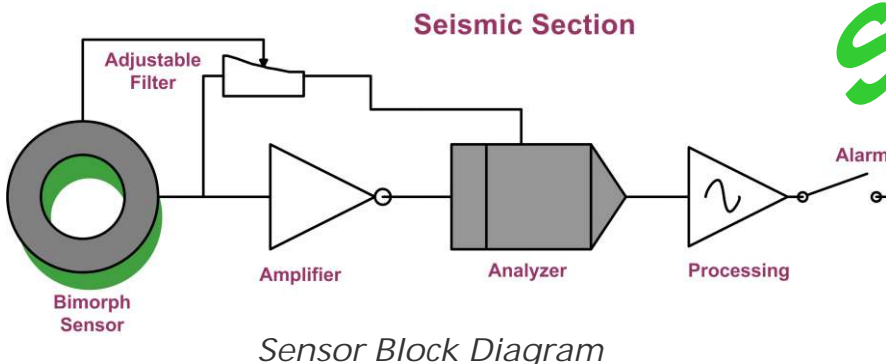 Seismic Section
Adjustable
Filter
Alarm
Amplifier
Analyzer
Processing
Bimorph
Sensor
Sensor Block Diagram